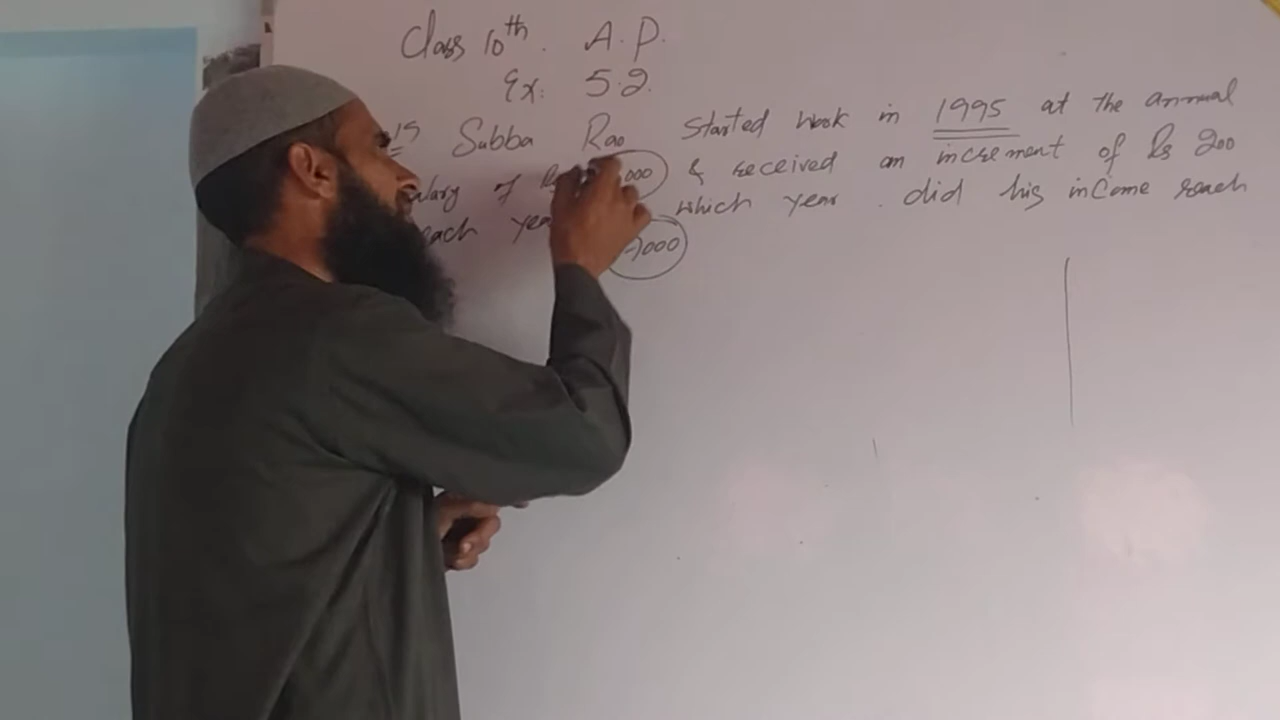 Class 10th. A.P.
Ex: 5.2.
15 Subba Rao started work in 1995 at the annual
salary of Rs 000 & received an increment of Rs 200
each year which year . did his income reach
7000